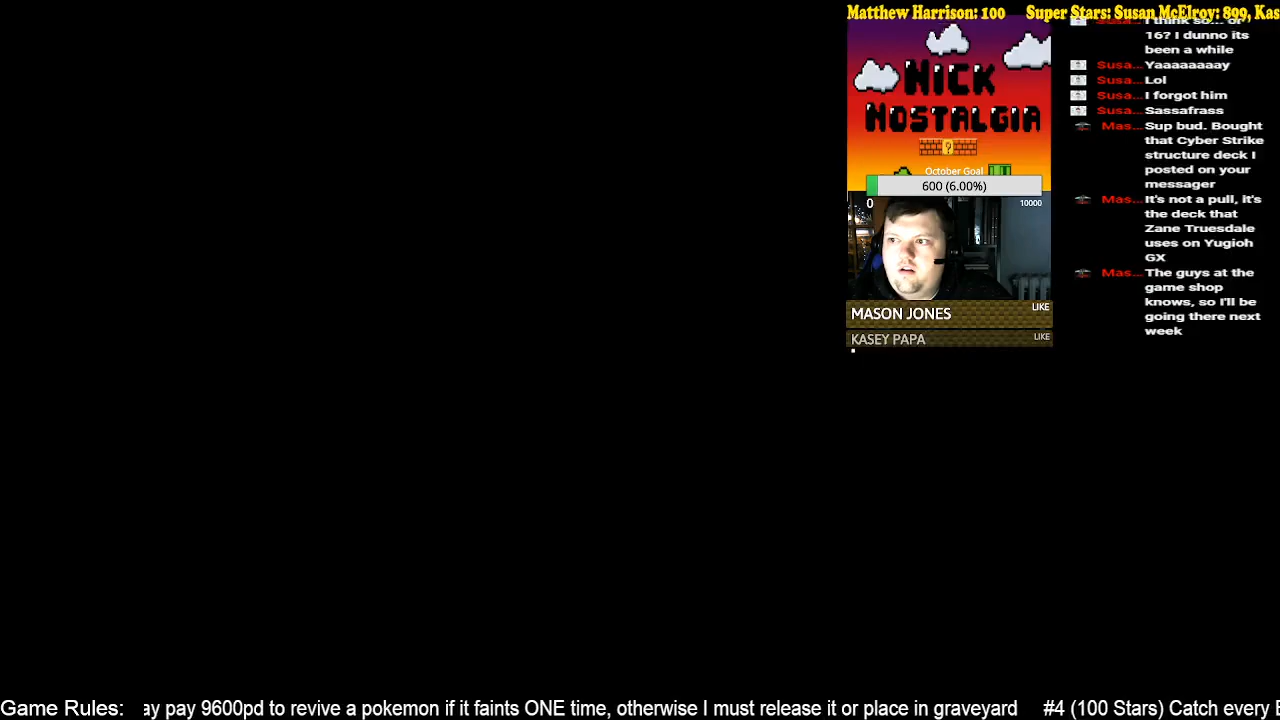 Matthew Harrison: 100 Super Stars: Susan McElroy: 899, Kas
NICK
NOSTALGIA
October Goal
600 (6.00%)
0 10000
MASON JONES LIKE
KASEY PAPA LIKE
Susa... I think so... or
16? I dunno its
been a while
Susa... Yaaaaaaaay
Susa... Lol
Susa... I forgot him
Susa... Sassafrass
Mas... Sup bud. Bought
that Cyber Strike
structure deck I
posted on your
messager
Mas... It's not a pull, it's
the deck that
Zane Truesdale
uses on Yugioh
GX
Mas... The guys at the
game shop
knows, so I'll be
going there next
week
Game Rules: ay pay 9600pd to revive a pokemon if it faints ONE time, otherwise I must release it or place in graveyard #4 (100 Stars) Catch every